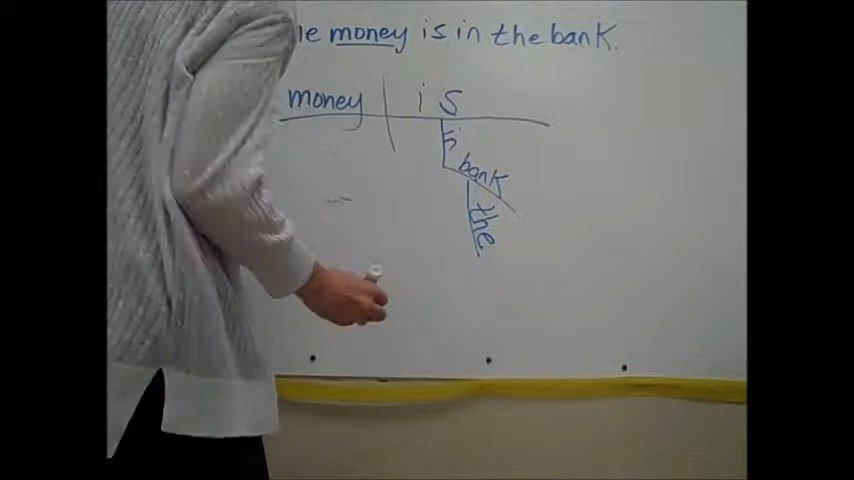 money is in the bank.
money is
in
bank
the